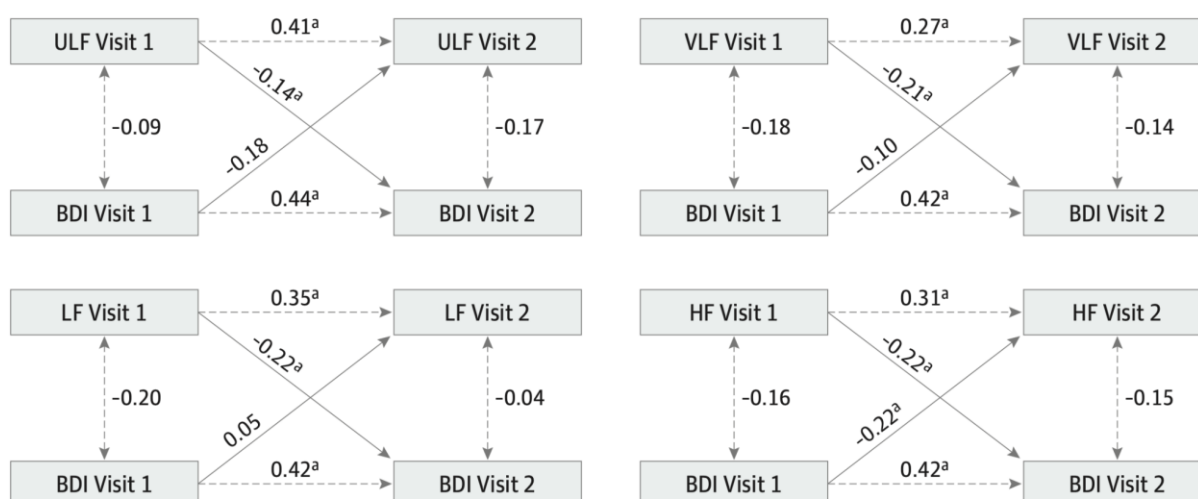 ULF Visit 1 0.41ᵃ ULF Visit 2
-0.14ᵃ
-0.09 -0.17
-0.18
BDI Visit 1 0.44ᵃ BDI Visit 2
VLF Visit 1 0.27ᵃ VLF Visit 2
-0.21ᵃ
-0.18 -0.14
-0.10
BDI Visit 1 0.42ᵃ BDI Visit 2
LF Visit 1 0.35ᵃ LF Visit 2
-0.22ᵃ
-0.20 -0.04
0.05
BDI Visit 1 0.42ᵃ BDI Visit 2
HF Visit 1 0.31ᵃ HF Visit 2
-0.22ᵃ
-0.16 -0.15
-0.22ᵃ
BDI Visit 1 0.42ᵃ BDI Visit 2